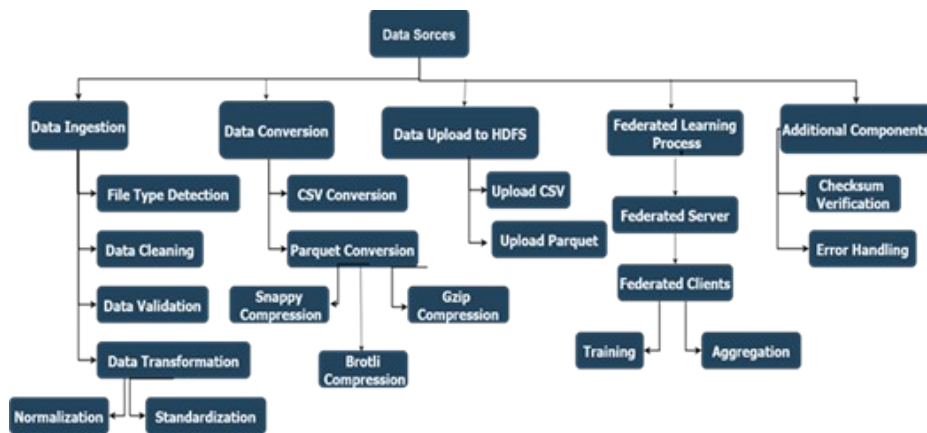 Data Sorces
Data Ingestion
Data Conversion
Data Upload to HDFS
Federated Learning
Process
Additional Components
File Type Detection
CSV Conversion
Upload CSV
Checksum
Verification
Federated Server
Data Cleaning
Parquet Conversion
Upload Parquet
Error Handling
Federated Clients
Data Validation
Snappy
Compression
Gzip
Compression
Data Transformation
Brotli
Compression
Training
Aggregation
Normalization
Standardization